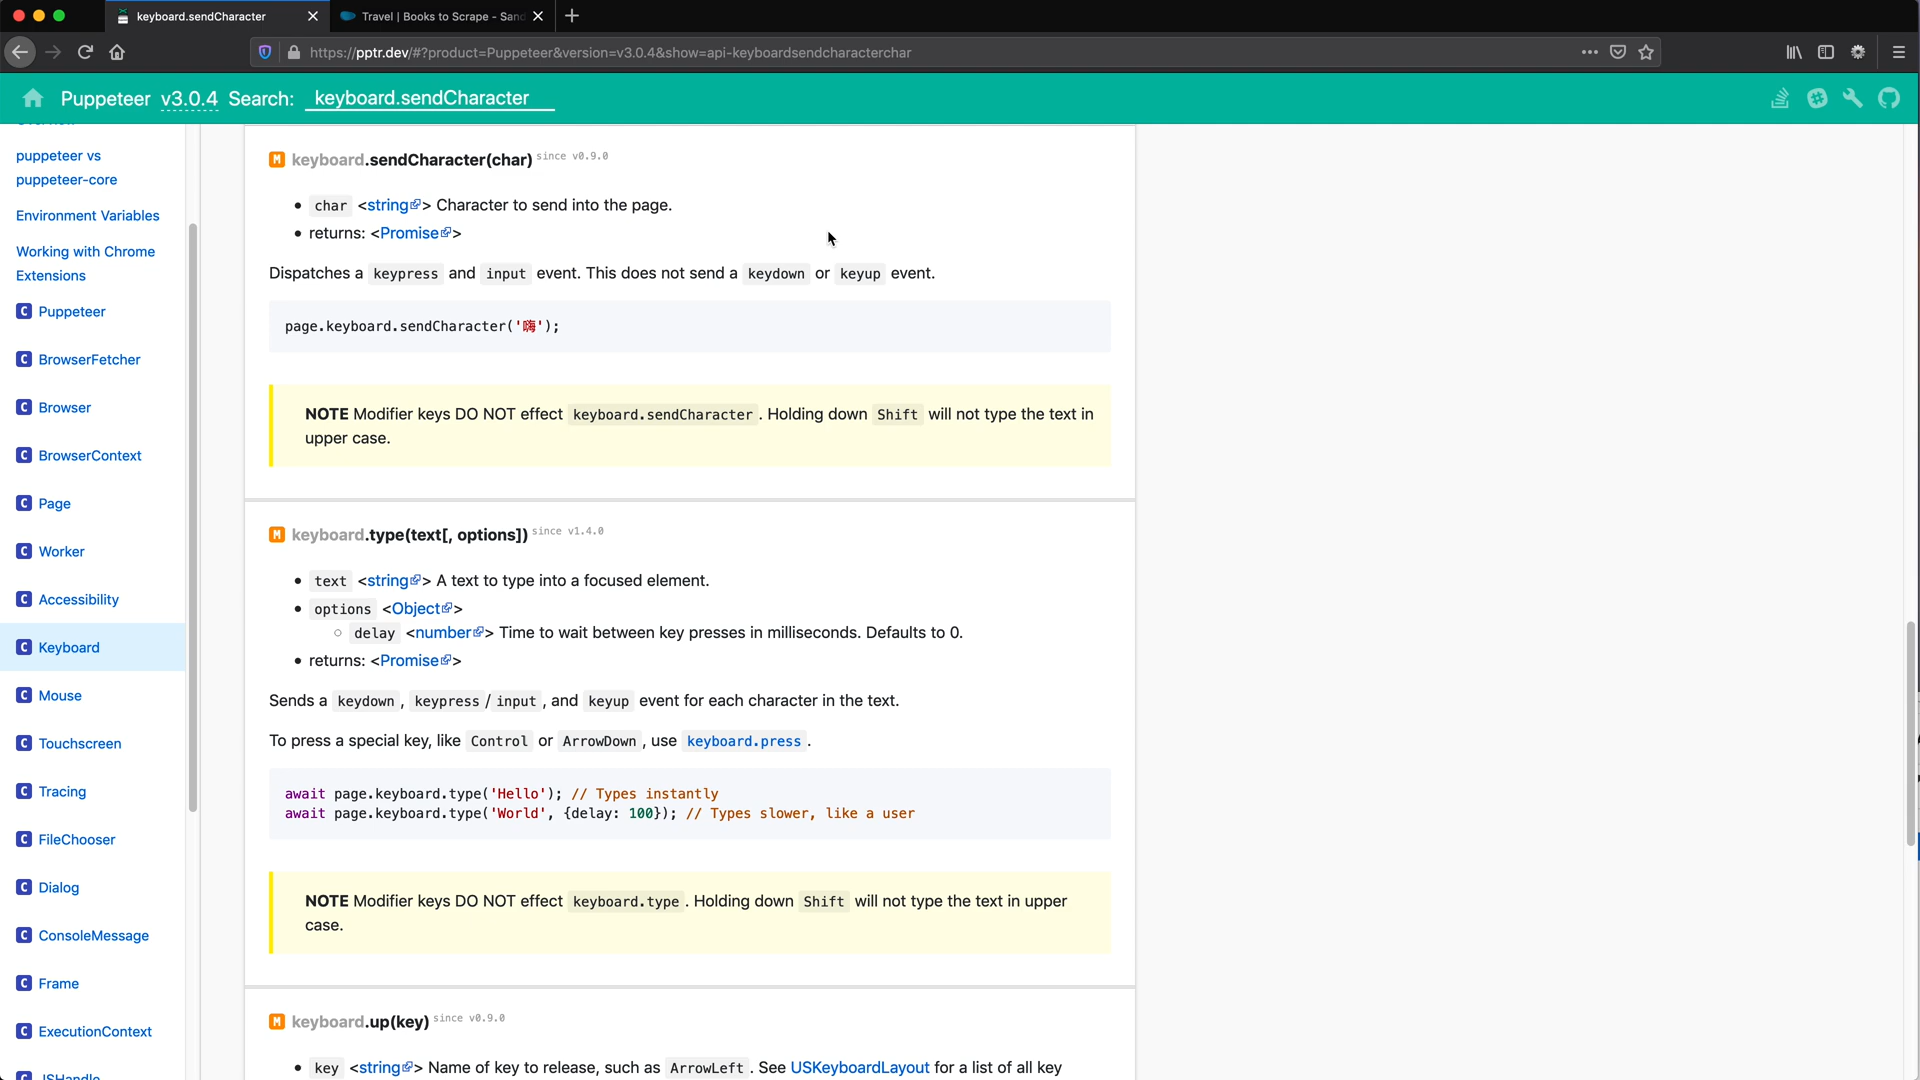 keyboard.sendCharacter
Travel | Books to Scrape - Sand
https://pptr.dev/#?product=Puppeteer&version=v3.0.4&show=api-keyboardsendcharacterchar
Puppeteer v3.0.4 Search: keyboard.sendCharacter
puppeteer vs
puppeteer-core
Environment Variables
Working with Chrome
Extensions
C Puppeteer
C BrowserFetcher
C Browser
C BrowserContext
C Page
C Worker
C Accessibility
C Keyboard
C Mouse
C Touchscreen
C Tracing
C FileChooser
C Dialog
C ConsoleMessage
C Frame
C ExecutionContext
JSHandle
M keyboard.sendCharacter(char) since v0.9.0
• char <string> Character to send into the page.
• returns: <Promise>
Dispatches a keypress and input event. This does not send a keydown or keyup event.
page.keyboard.sendCharacter('嗨');
NOTE Modifier keys DO NOT effect keyboard.sendCharacter . Holding down Shift will not type the text in
upper case.
M keyboard.type(text[, options]) since v1.4.0
• text <string> A text to type into a focused element.
• options <Object>
○ delay <number> Time to wait between key presses in milliseconds. Defaults to 0.
• returns: <Promise>
Sends a keydown , keypress / input , and keyup event for each character in the text.
To press a special key, like Control or ArrowDown , use keyboard.press .
await page.keyboard.type('Hello'); // Types instantly
await page.keyboard.type('World', {delay: 100}); // Types slower, like a user
NOTE Modifier keys DO NOT effect keyboard.type . Holding down Shift will not type the text in upper
case.
M keyboard.up(key) since v0.9.0
• key <string> Name of key to release, such as ArrowLeft . See USKeyboardLayout for a list of all key